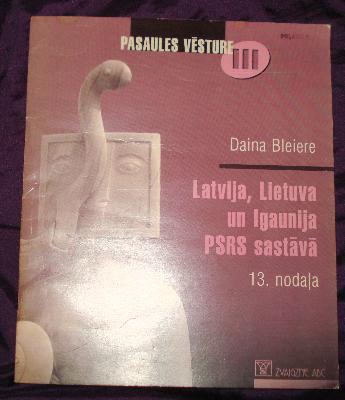 PASAULES VĒSTURE
III
Daina Bleiere
Latvija, Lietuva
un Igaunija
PSRS sastāvā
13. nodaļa
ZVAIGZNE ABC